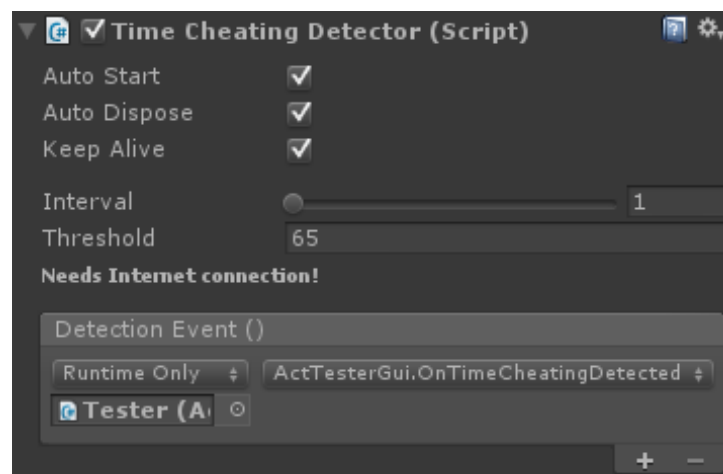 Time Cheating Detector (Script)
Auto Start
Auto Dispose
Keep Alive
Interval 1
Threshold 65
Needs Internet connection!
Detection Event ()
Runtime Only ActTesterGui.OnTimeCheatingDetected
Tester (A
+ −